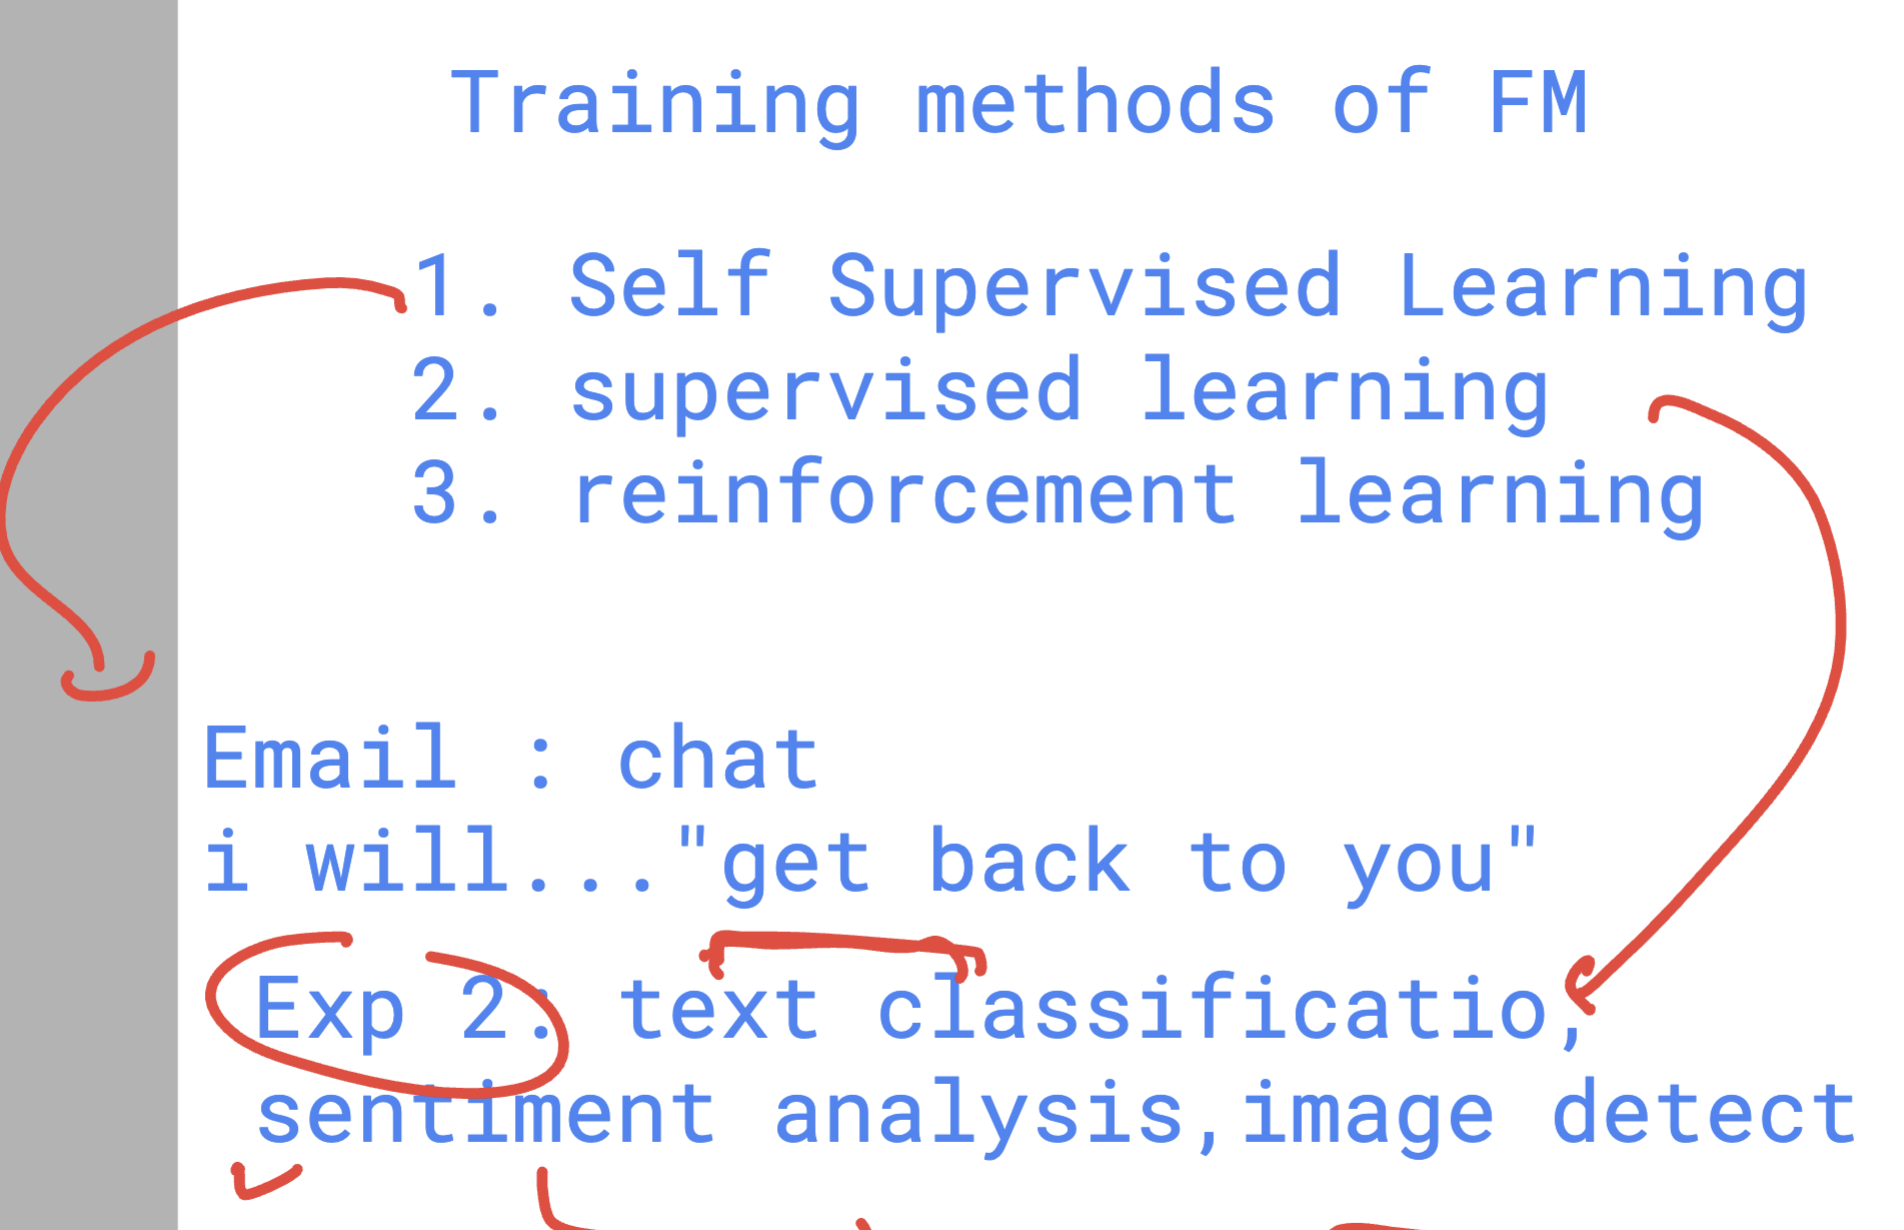 Training methods of FM
1. Self Supervised Learning
2. supervised learning
3. reinforcement learning
Email : chat
i will..."get back to you"
Exp 2: text classificatio,
sentiment analysis,image detect